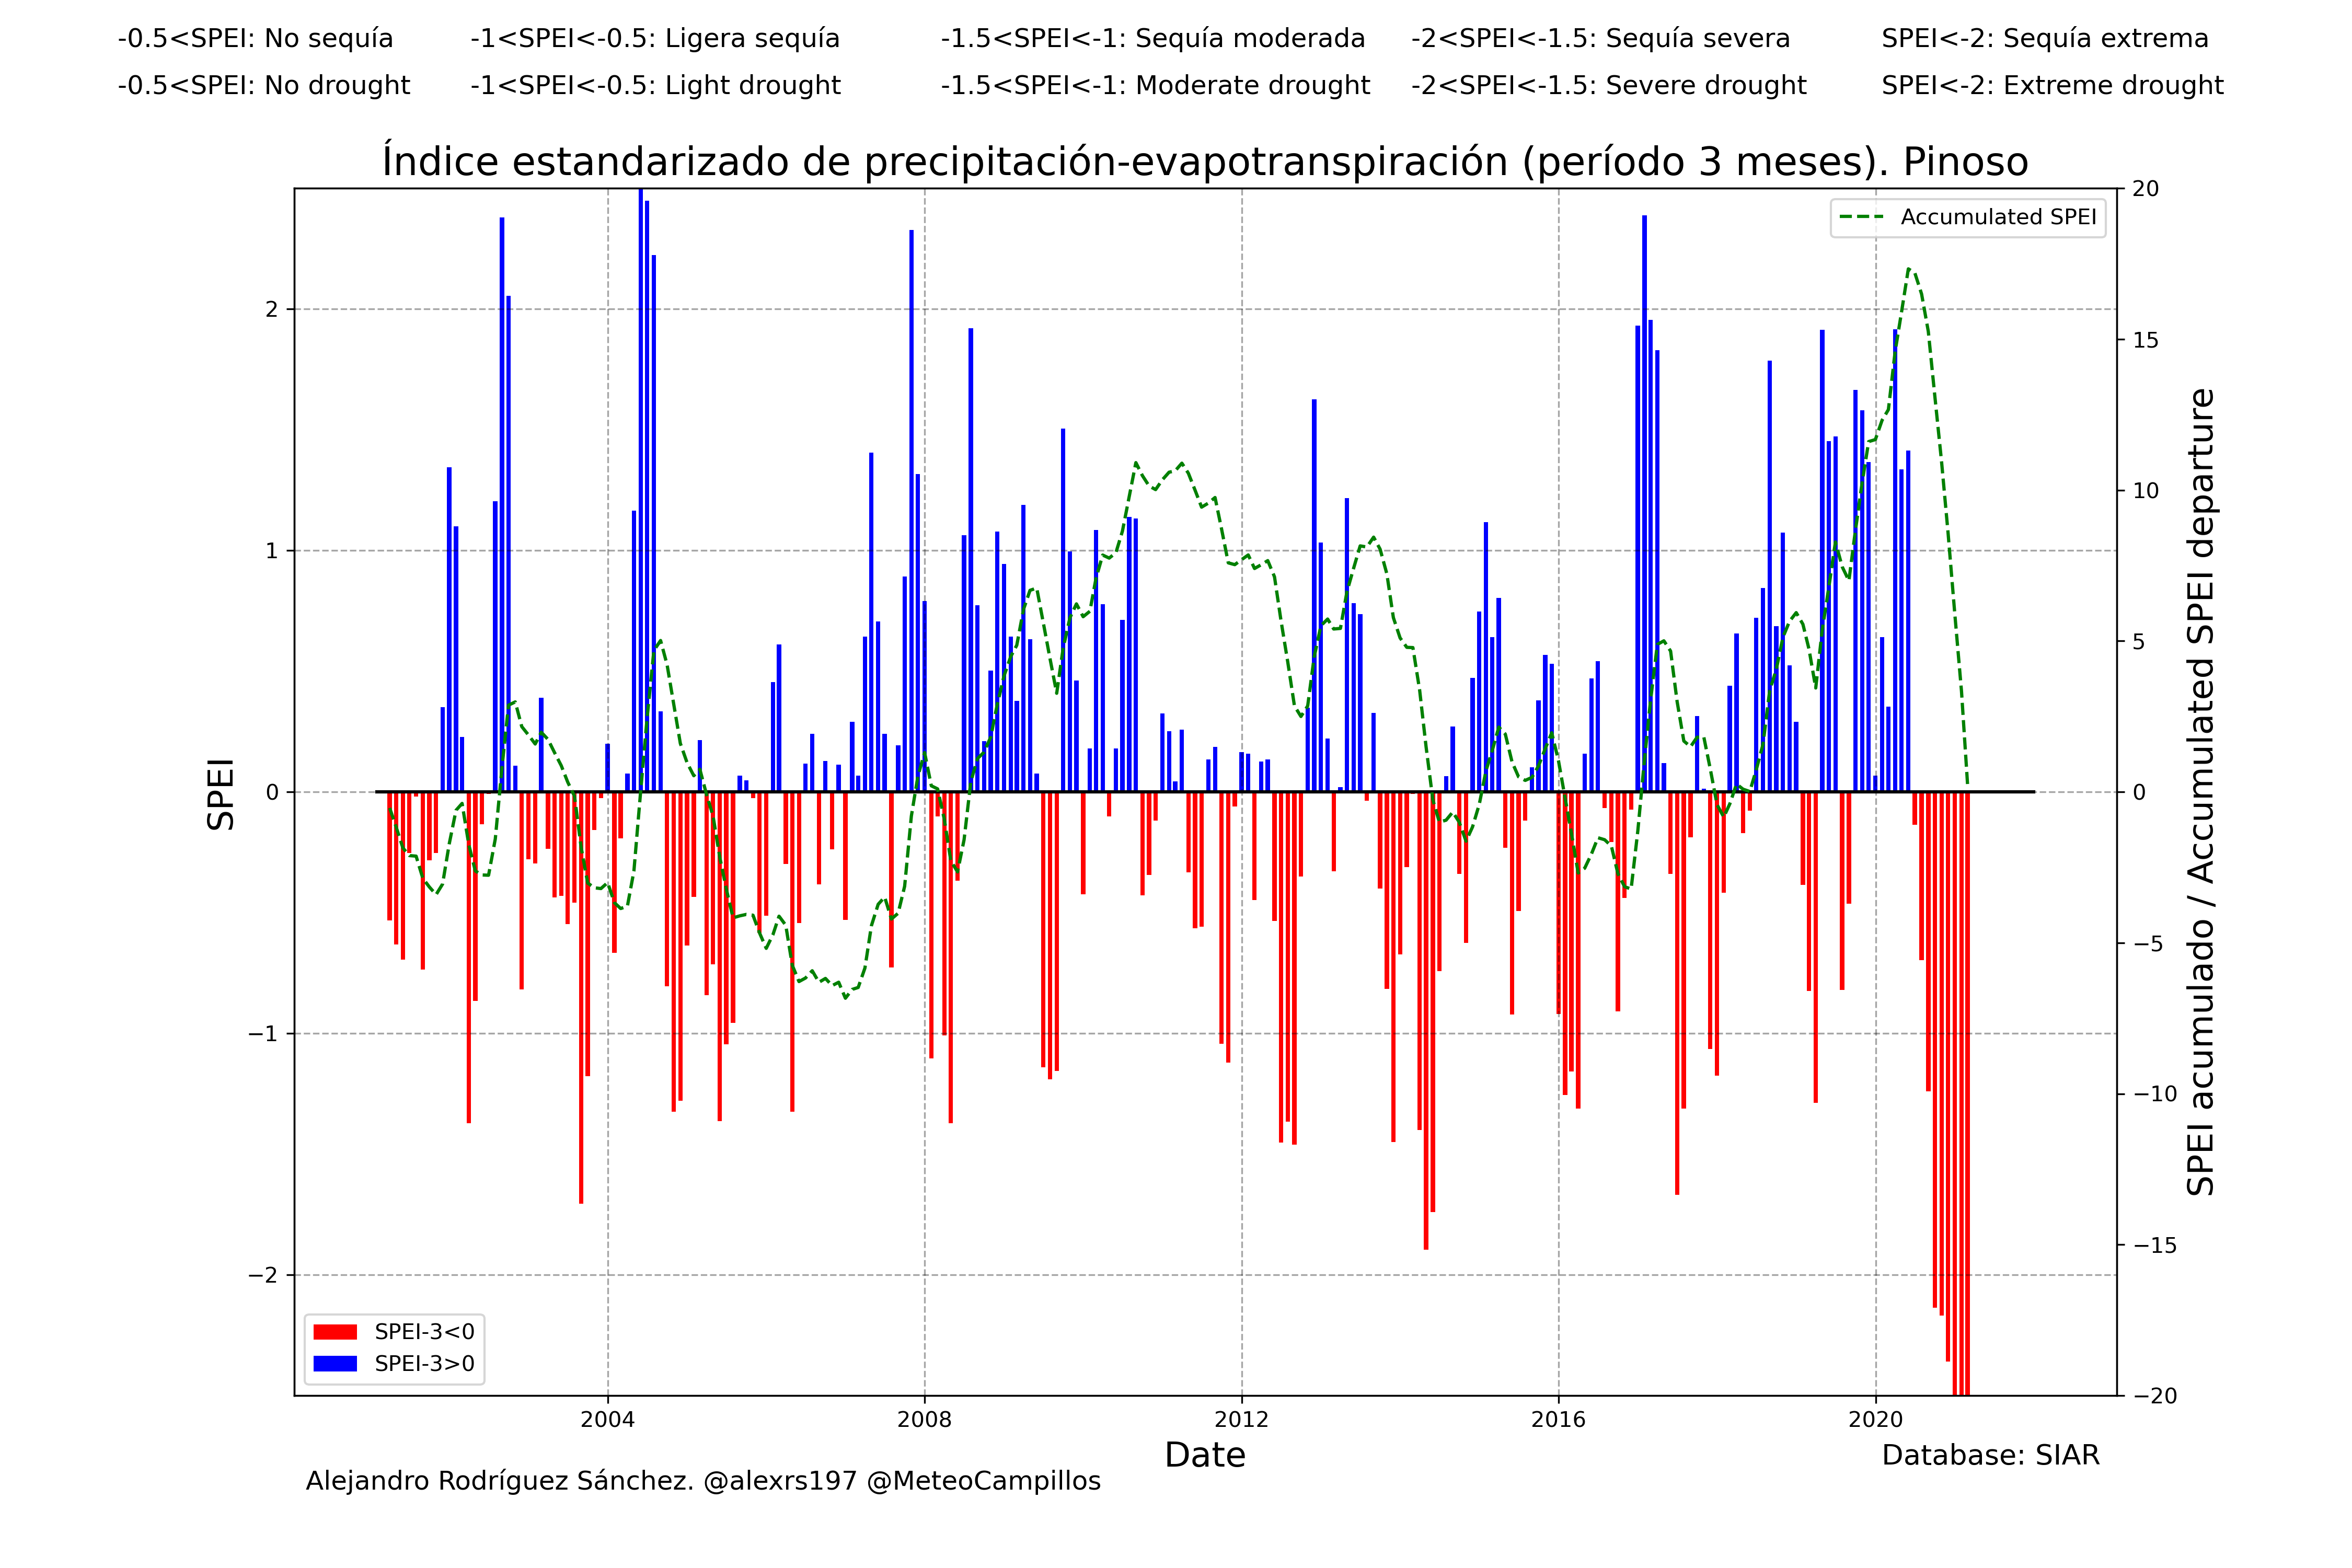 -0.5<SPEI: No sequía
-1<SPEI<-0.5: Ligera sequía
-1.5<SPEI<-1: Sequía moderada
-2<SPEI<-1.5: Sequía severa
SPEI<-2: Sequía extrema
-0.5<SPEI: No drought
-1<SPEI<-0.5: Light drought
-1.5<SPEI<-1: Moderate drought
-2<SPEI<-1.5: Severe drought
SPEI<-2: Extreme drought
Índice estandarizado de precipitación-evapotranspiración (período 3 meses). Pinoso
Accumulated SPEI
SPEI
2
1
0
−1
−2
20
15
10
5
0
−5
−10
−15
−20
SPEI acumulado / Accumulated SPEI departure
SPEI-3<0
SPEI-3>0
2004
2008
2012
2016
2020
Date
Database: SIAR
Alejandro Rodríguez Sánchez. @alexrs197 @MeteoCampillos